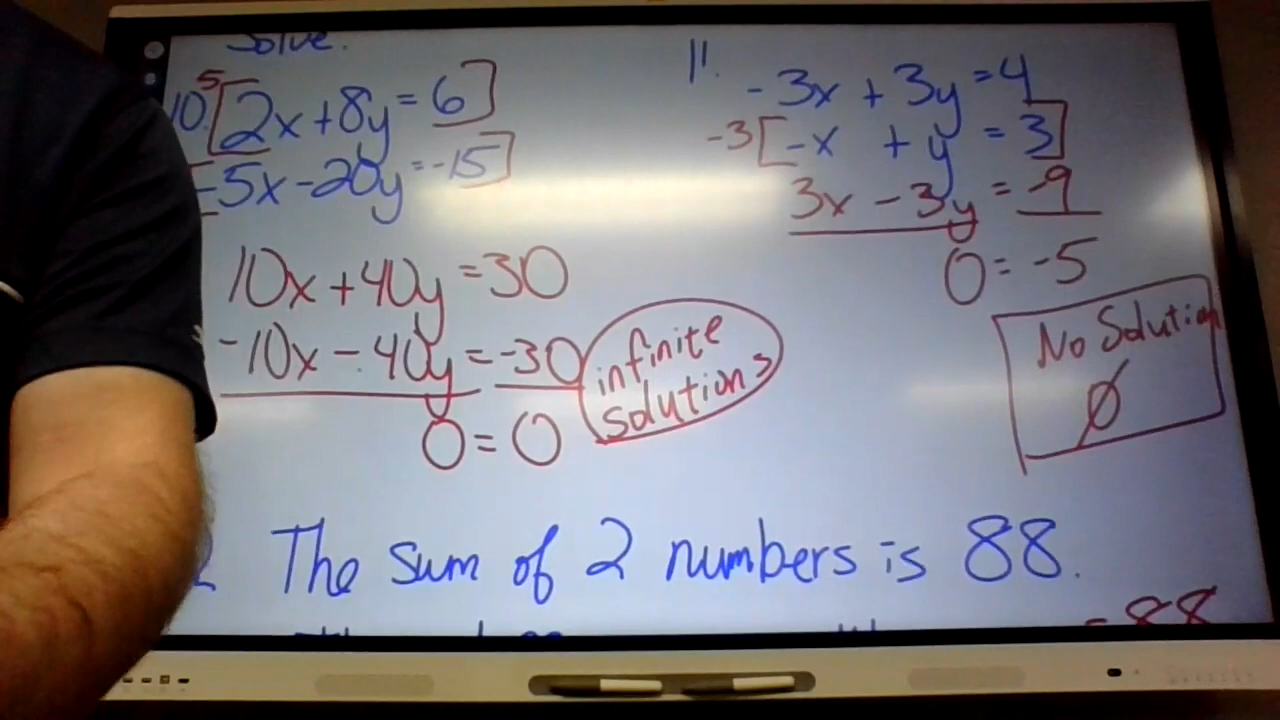 Solve.
5
10. [2x+8y=6]
[-5x-20y=-15]
10x+40y=30
-10x-40y=-30
0=0
infinite
solutions
11.
-3x+3y=4
-3[-x+y=3]
3x-3y=-9
0=-5
No Solution
Ø
The sum of 2 numbers is 88.
=88